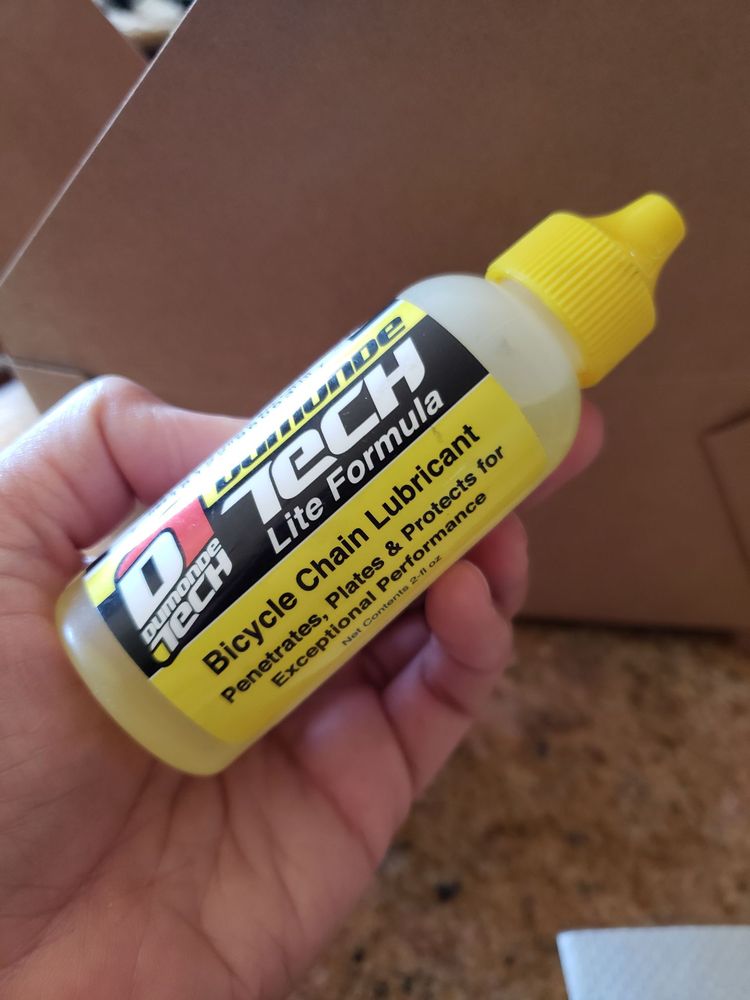 Dumonde
Tech
Lite Formula
D
Dumonde
Tech
Bicycle Chain Lubricant
Penetrates, Plates & Protects for
Exceptional Performance
Net Contents 2-fl oz